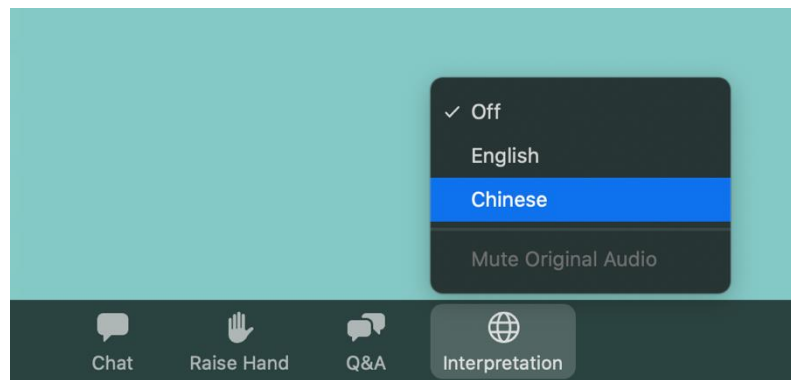 ✓ Off
English
Chinese
Mute Original Audio
Chat Raise Hand Q&A Interpretation